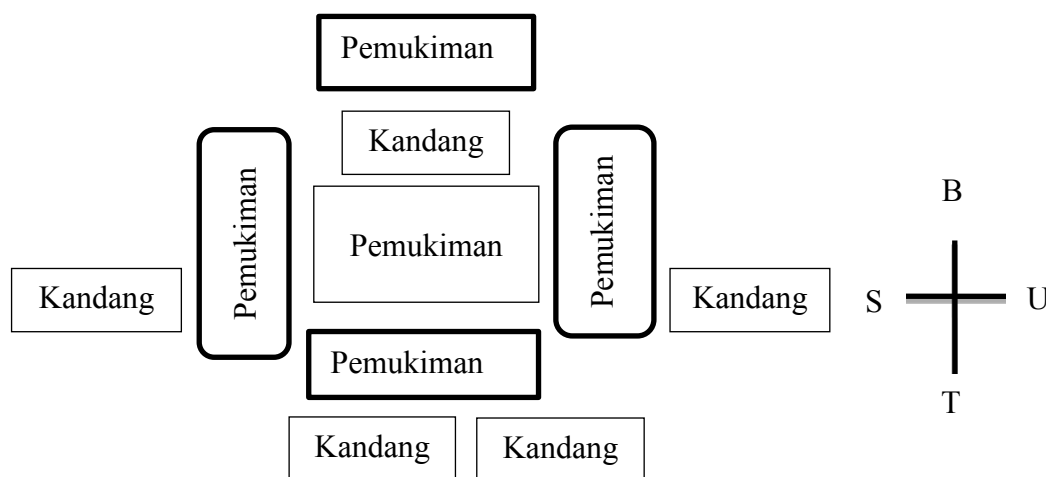 Pemukiman
Kandang
Pemukiman
Pemukiman
Pemukiman
B
Kandang
Kandang
S
U
Pemukiman
T
Kandang
Kandang